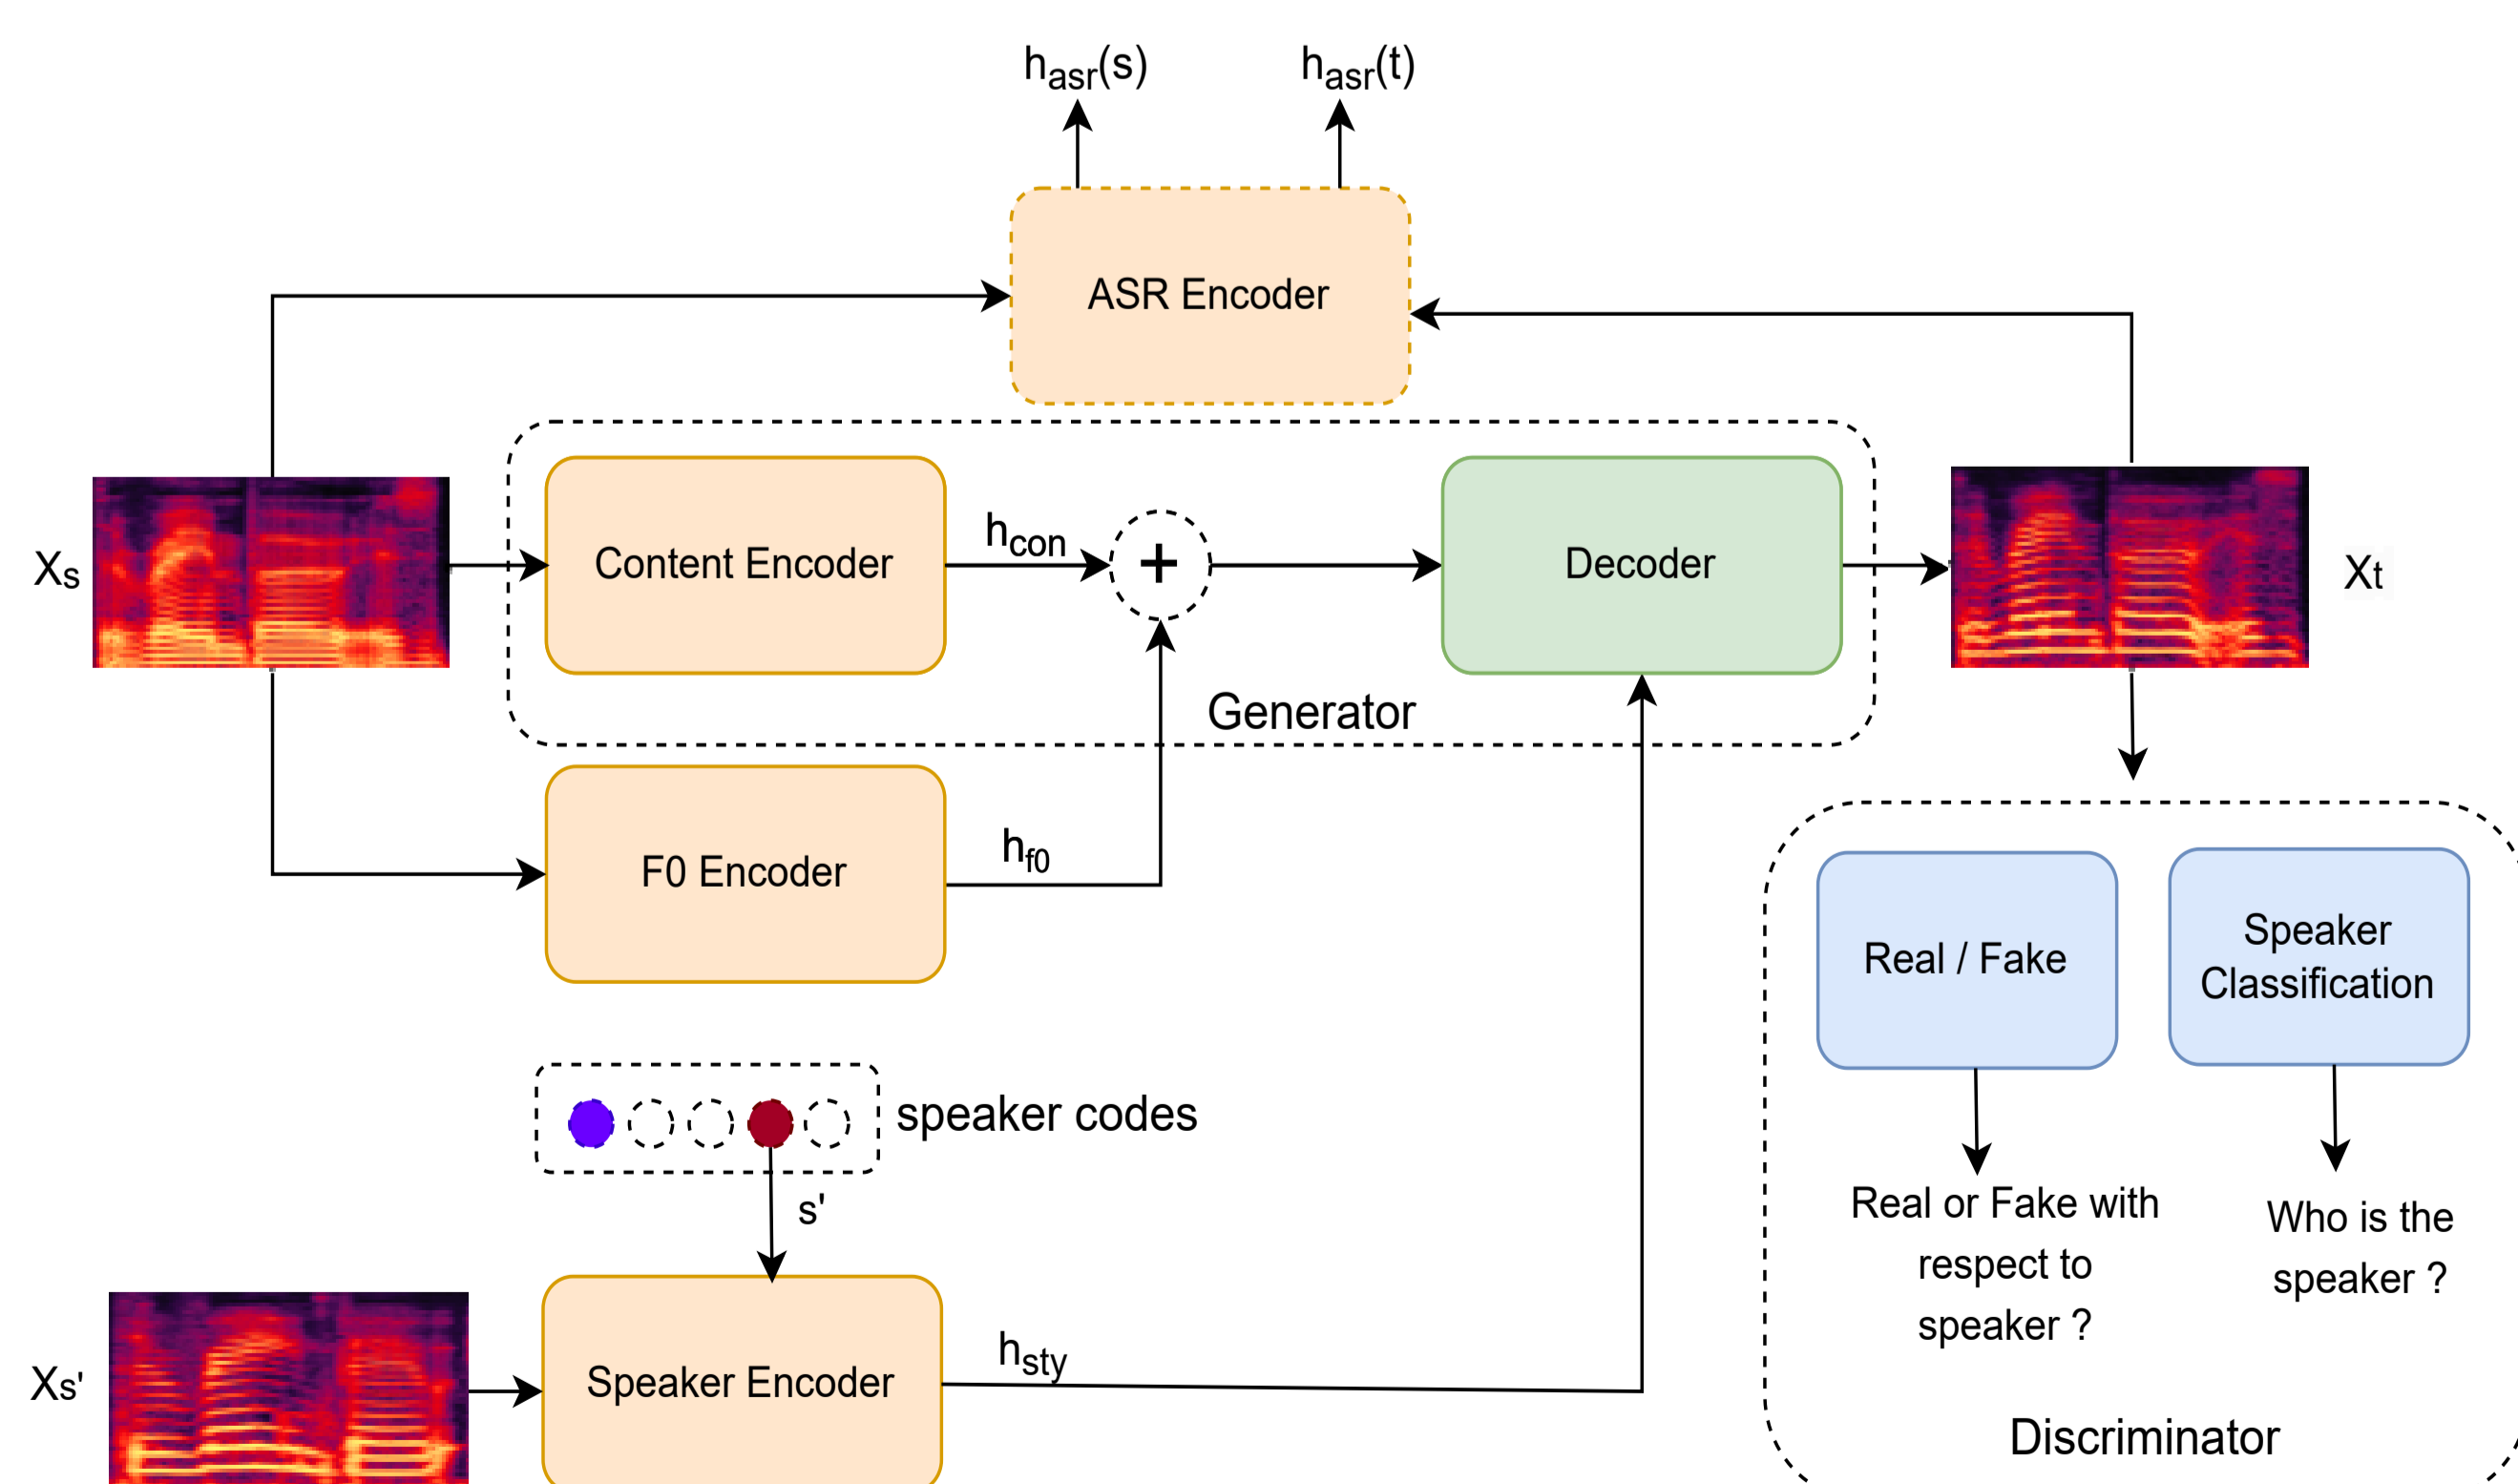 hasr(s)
hasr(t)
ASR Encoder
Xs
Content Encoder
hcon
+
Decoder
Xt
Generator
F0 Encoder
hf0
Real / Fake
Speaker
Classification
speaker codes
s'
Real or Fake with
respect to
speaker ?
Who is the
speaker ?
Xs'
Speaker Encoder
hsty
Discriminator